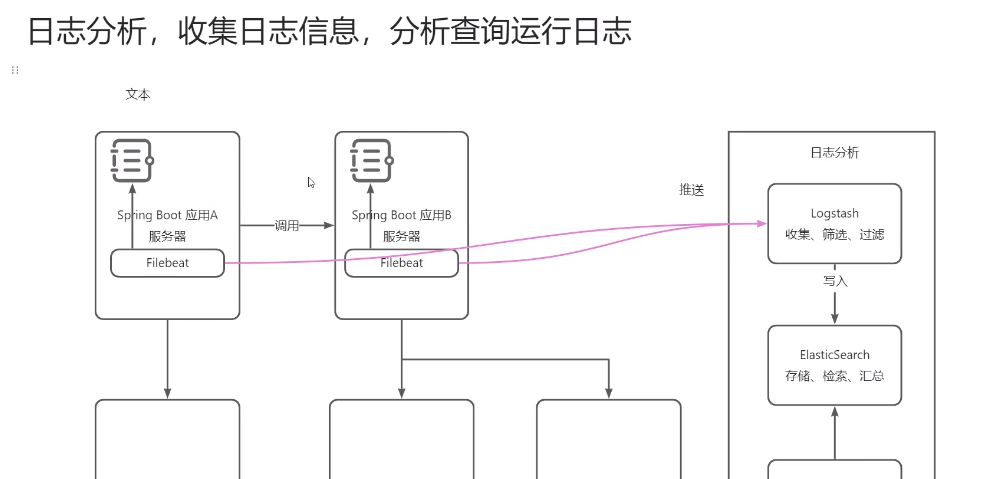 日志分析，收集日志信息，分析查询运行日志
文本
Spring Boot 应用A
服务器
Filebeat
调用
Spring Boot 应用B
服务器
Filebeat
推送
日志分析
Logstash
收集、筛选、过滤
写入
ElasticSearch
存储、检索、汇总